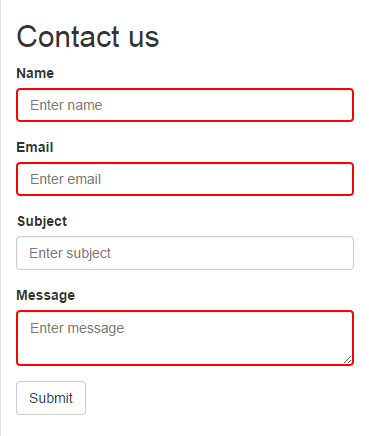 Contact us
Name
Enter name
Email
Enter email
Subject
Enter subject
Message
Enter message
Submit